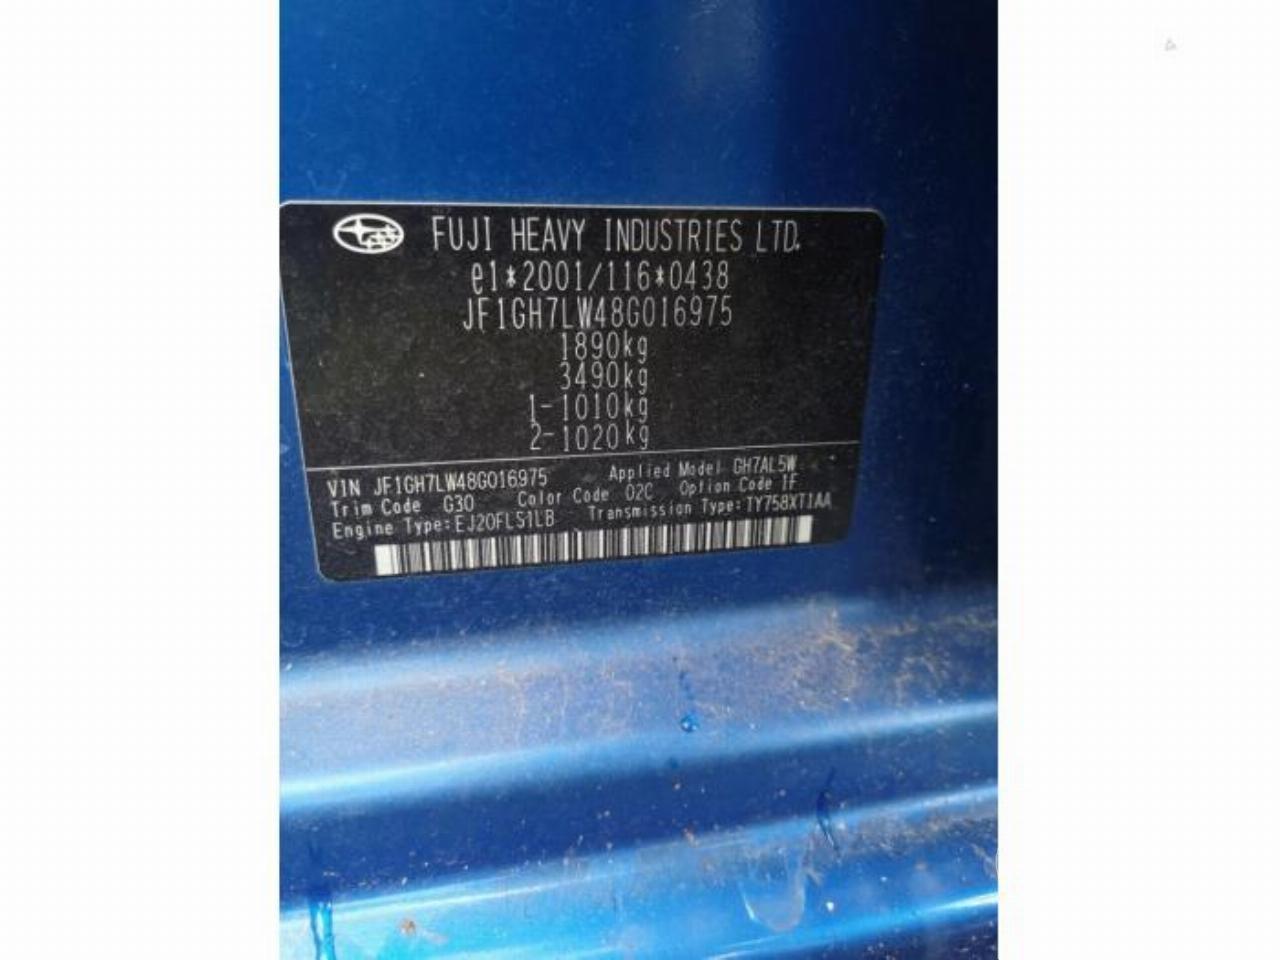 FUJI HEAVY INDUSTRIES LTD.
e1*2001/116*0438
JF1GH7LW48G016975
1890kg
3490kg
1-1010kg
2-1020kg
VIN JF1GH7LW48G016975 Applied Model GH7AL5W
Trim Code G30 Color Code 02C Option Code 1F
Engine Type:EJ20FLS1LB Transmission Type:TY758XT1AA